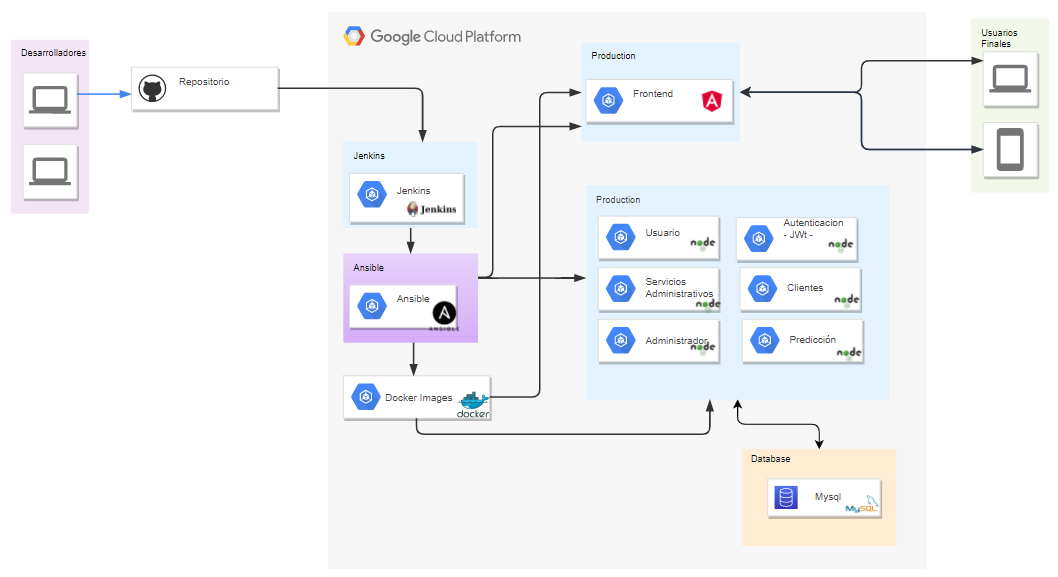 Google Cloud Platform
Desarrolladores
Repositorio
Production
Frontend
A
Usuarios
Finales
Jenkins
Jenkins
Jenkins
Production
Usuario
node
Autenticacion
- JWt -
node
Servicios
Administrativos
node
Clientes
node
Administrador
node
Predicción
node
Ansible
Ansible
A
ANSIBLE
Docker Images
docker
Database
Mysql
MySQL